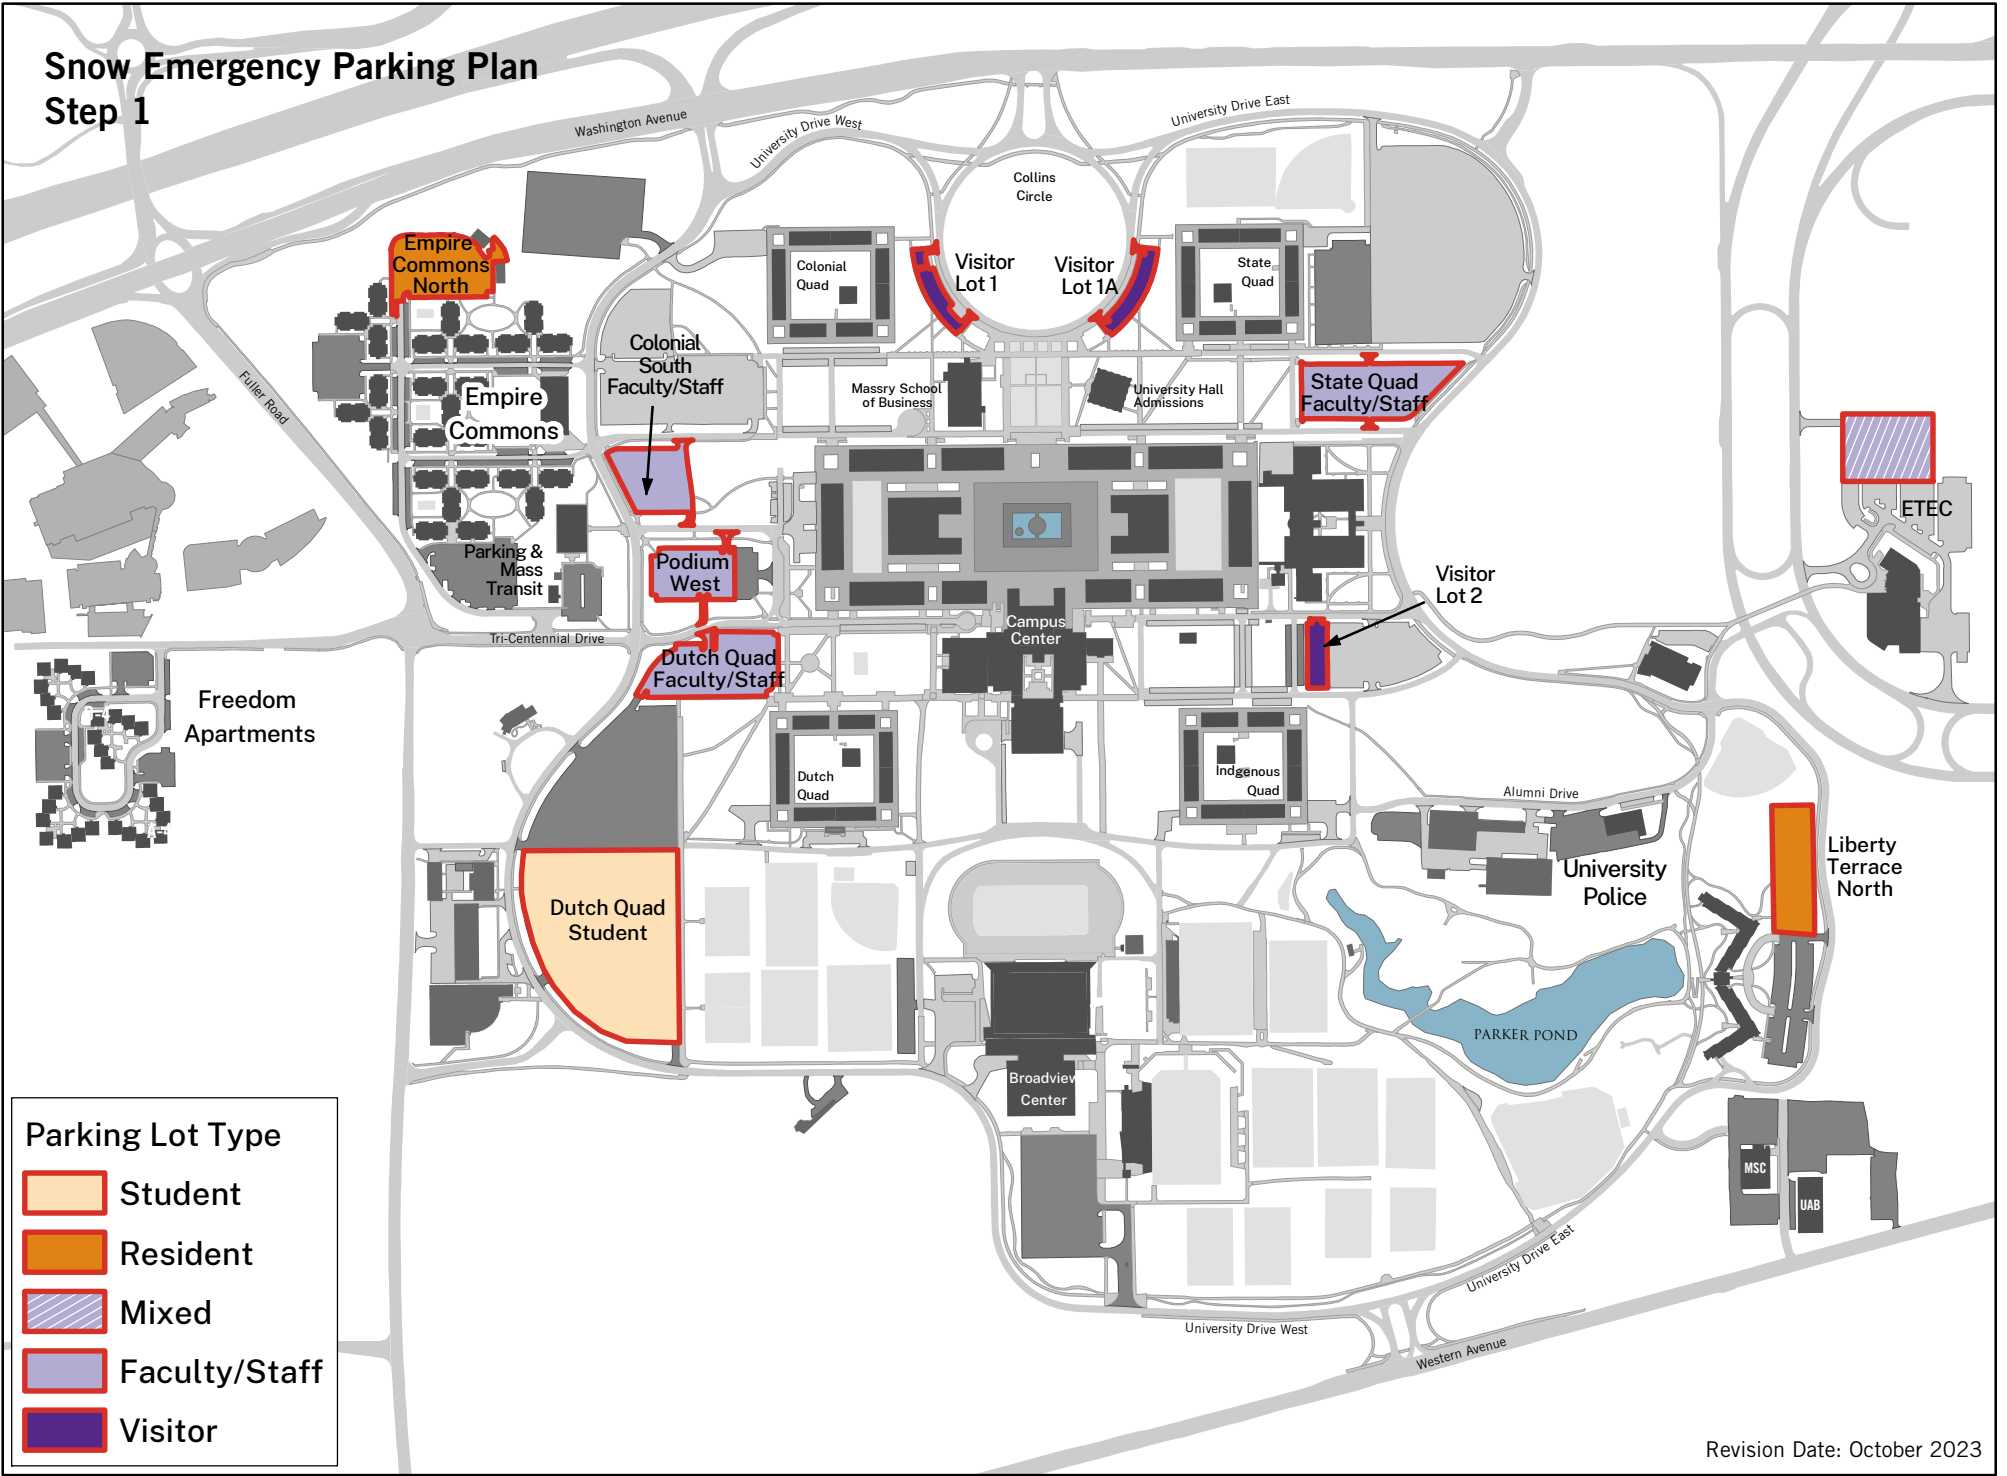 Snow Emergency Parking Plan
Step 1
Washington Avenue
University Drive West
University Drive East
Collins
Circle
Empire
Commons
North
Colonial
Quad
Visitor
Lot 1
Visitor
Lot 1A
State
Quad
Colonial
South
Faculty/Staff
Fuller Road
Empire
Commons
Massry School
of Business
University Hall
Admissions
State Quad
Faculty/Staff
ETEC
Parking &
Mass
Transit
Podium
West
Visitor
Lot 2
Campus
Center
Tri-Centennial Drive
Dutch Quad
Faculty/Staff
Freedom
Apartments
Dutch
Quad
Indgenous
Quad
Alumni Drive
University
Police
Liberty
Terrace
North
Dutch Quad
Student
PARKER POND
Broadview
Center
MSC
UAB
University Drive East
University Drive West
Western Avenue
Parking Lot Type
Student
Resident
Mixed
Faculty/Staff
Visitor
Revision Date: October 2023